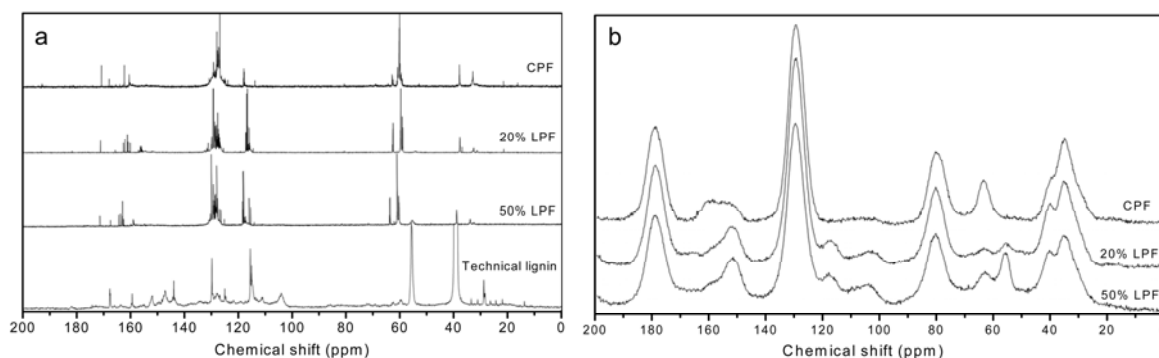 a
CPF
20% LPF
50% LPF
Technical lignin
200 180 160 140 120 100 80 60 40 20 0
Chemical shift (ppm)
b
CPF
20% LPF
50% LPF
200 180 160 140 120 100 80 60 40 20
Chemical shift (ppm)